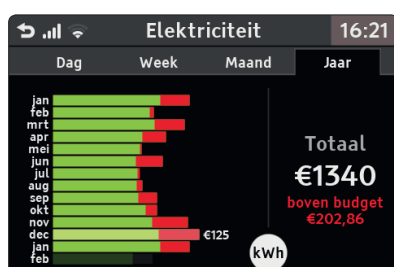 Elektriciteit 16:21
Dag Week Maand Jaar
jan
feb
mrt
apr
mei
jun
jul
aug
sep
okt
nov
dec €125
jan
feb
kWh
Totaal
€1340
boven budget
€202,86